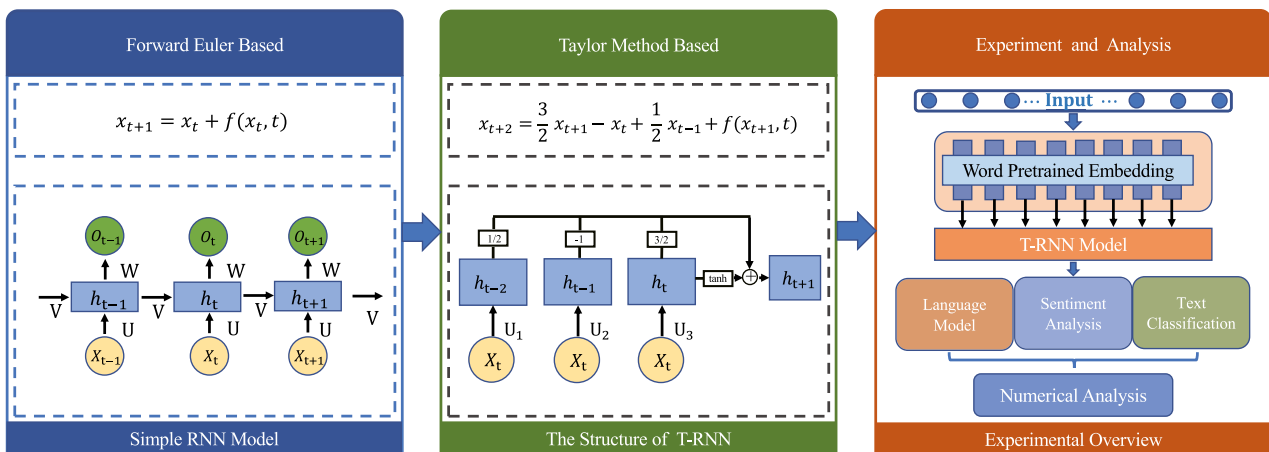 Forward Euler Based
x_{t+1} = x_t + f(x_t, t)
O_{t-1} O_t O_{t+1}
W W W
h_{t-1} h_t h_{t+1}
V V V V
U U U
X_{t-1} X_t X_{t+1}
Simple RNN Model
Taylor Method Based
x_{t+2} = 3/2 x_{t+1} − x_t + 1/2 x_{t-1} + f(x_{t+1}, t)
1/2 -1 3/2
h_{t-2} h_{t-1} h_t tanh + h_{t+1}
U_1 U_2 U_3
X_t X_t X_t
The Structure of T-RNN
Experiment and Analysis
··· Input ···
Word Pretrained Embedding
T-RNN Model
Language
Model
Sentiment
Analysis
Text
Classification
Numerical Analysis
Experimental Overview